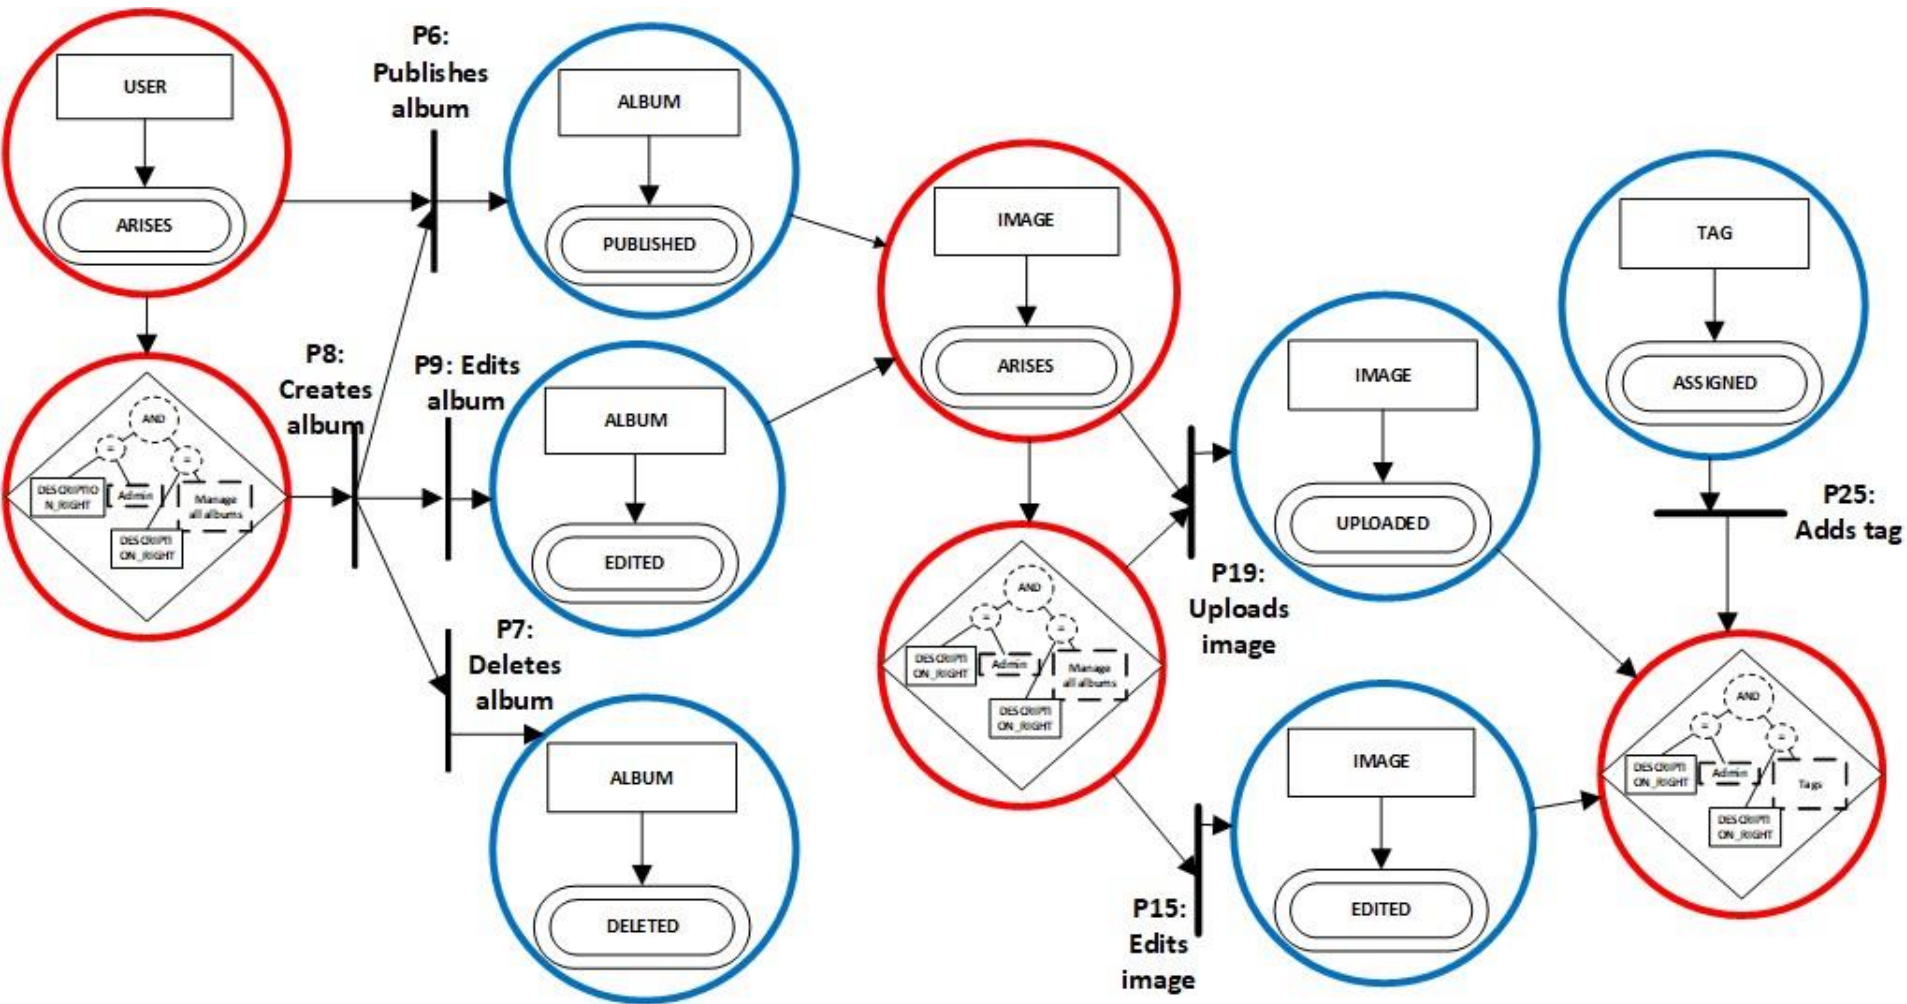 USER
ARISES
P6:
Publishes
album
ALBUM
PUBLISHED
IMAGE
ARISES
TAG
ASSIGNED
AND
=
=
DESCRIPTIO
N_RIGHT
Admin
Manage
all albums
DESCRIPTI
ON_RIGHT
P8:
Creates
album
P9: Edits
album
ALBUM
EDITED
P7:
Deletes
album
ALBUM
DELETED
AND
=
=
DESCRIPTI
ON_RIGHT
Admin
Manage
all albums
DESCRIPTI
ON_RIGHT
P19:
Uploads
image
IMAGE
UPLOADED
P15:
Edits
image
IMAGE
EDITED
P25:
Adds tag
AND
=
=
DESCRIPTI
ON_RIGHT
Admin
Tags
DESCRIPTI
ON_RIGHT